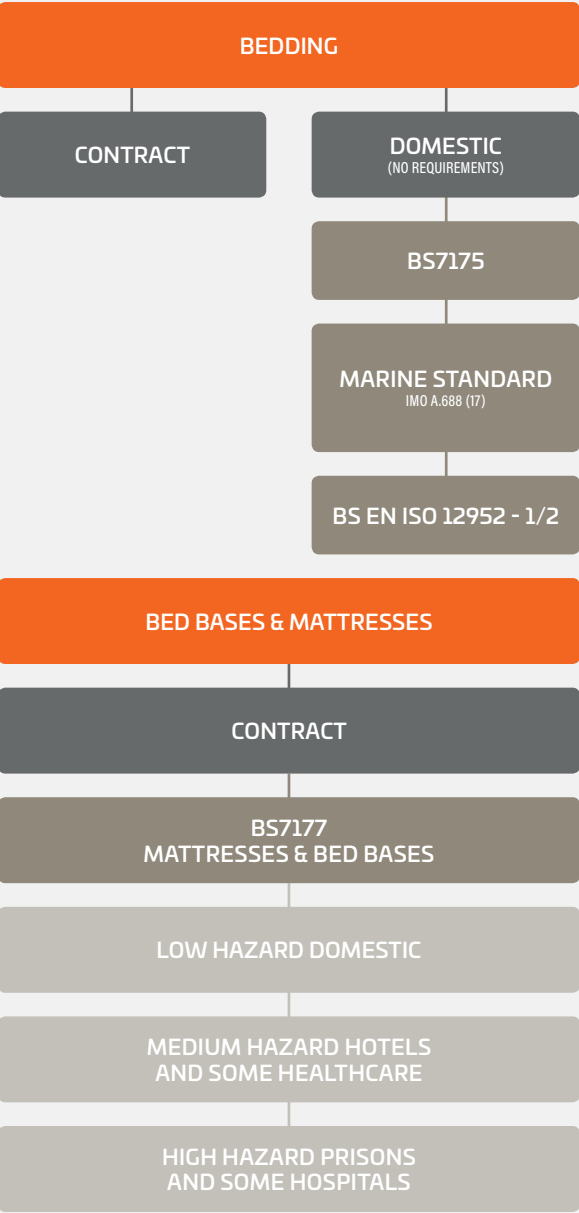 BEDDING
CONTRACT
DOMESTIC
(NO REQUIREMENTS)
BS7175
MARINE STANDARD
IMO A.688 (17)
BS EN ISO 12952 - 1/2
BED BASES & MATTRESSES
CONTRACT
BS7177
MATTRESSES & BED BASES
LOW HAZARD DOMESTIC
MEDIUM HAZARD HOTELS
AND SOME HEALTHCARE
HIGH HAZARD PRISONS
AND SOME HOSPITALS